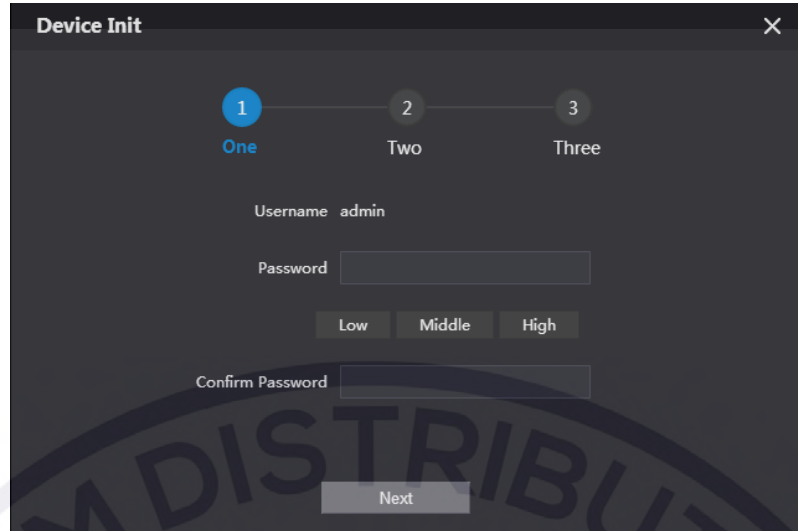 Device Init
1 2 3
One Two Three
Username admin
Password
Low Middle High
Confirm Password
Next
DISTRIBU